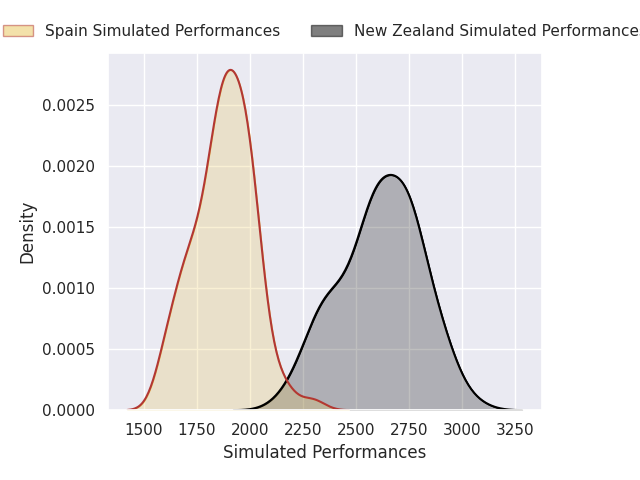 Spain Simulated Performances
New Zealand Simulated Performance
0.0025
0.0020
0.0015
0.0010
0.0005
0.0000
Density
1500 1750 2000 2250 2500 2750 3000 3250
Simulated Performances